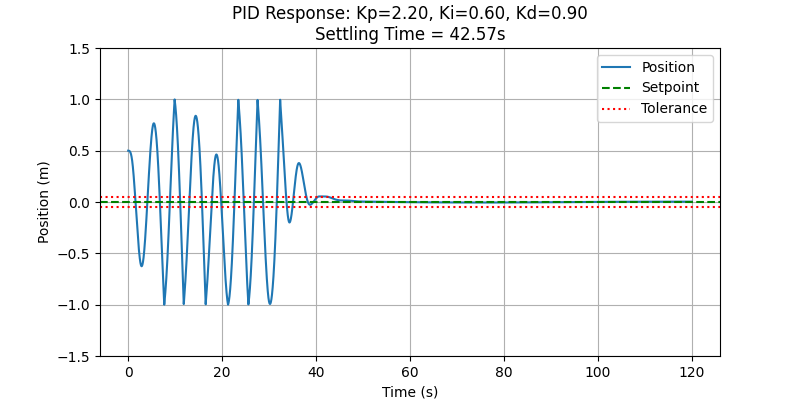 PID Response: Kp=2.20, Ki=0.60, Kd=0.90
Settling Time = 42.57s
1.5
1.0
0.5
0.0
−0.5
−1.0
−1.5
Position (m)
Position
Setpoint
Tolerance
0 20 40 60 80 100 120
Time (s)